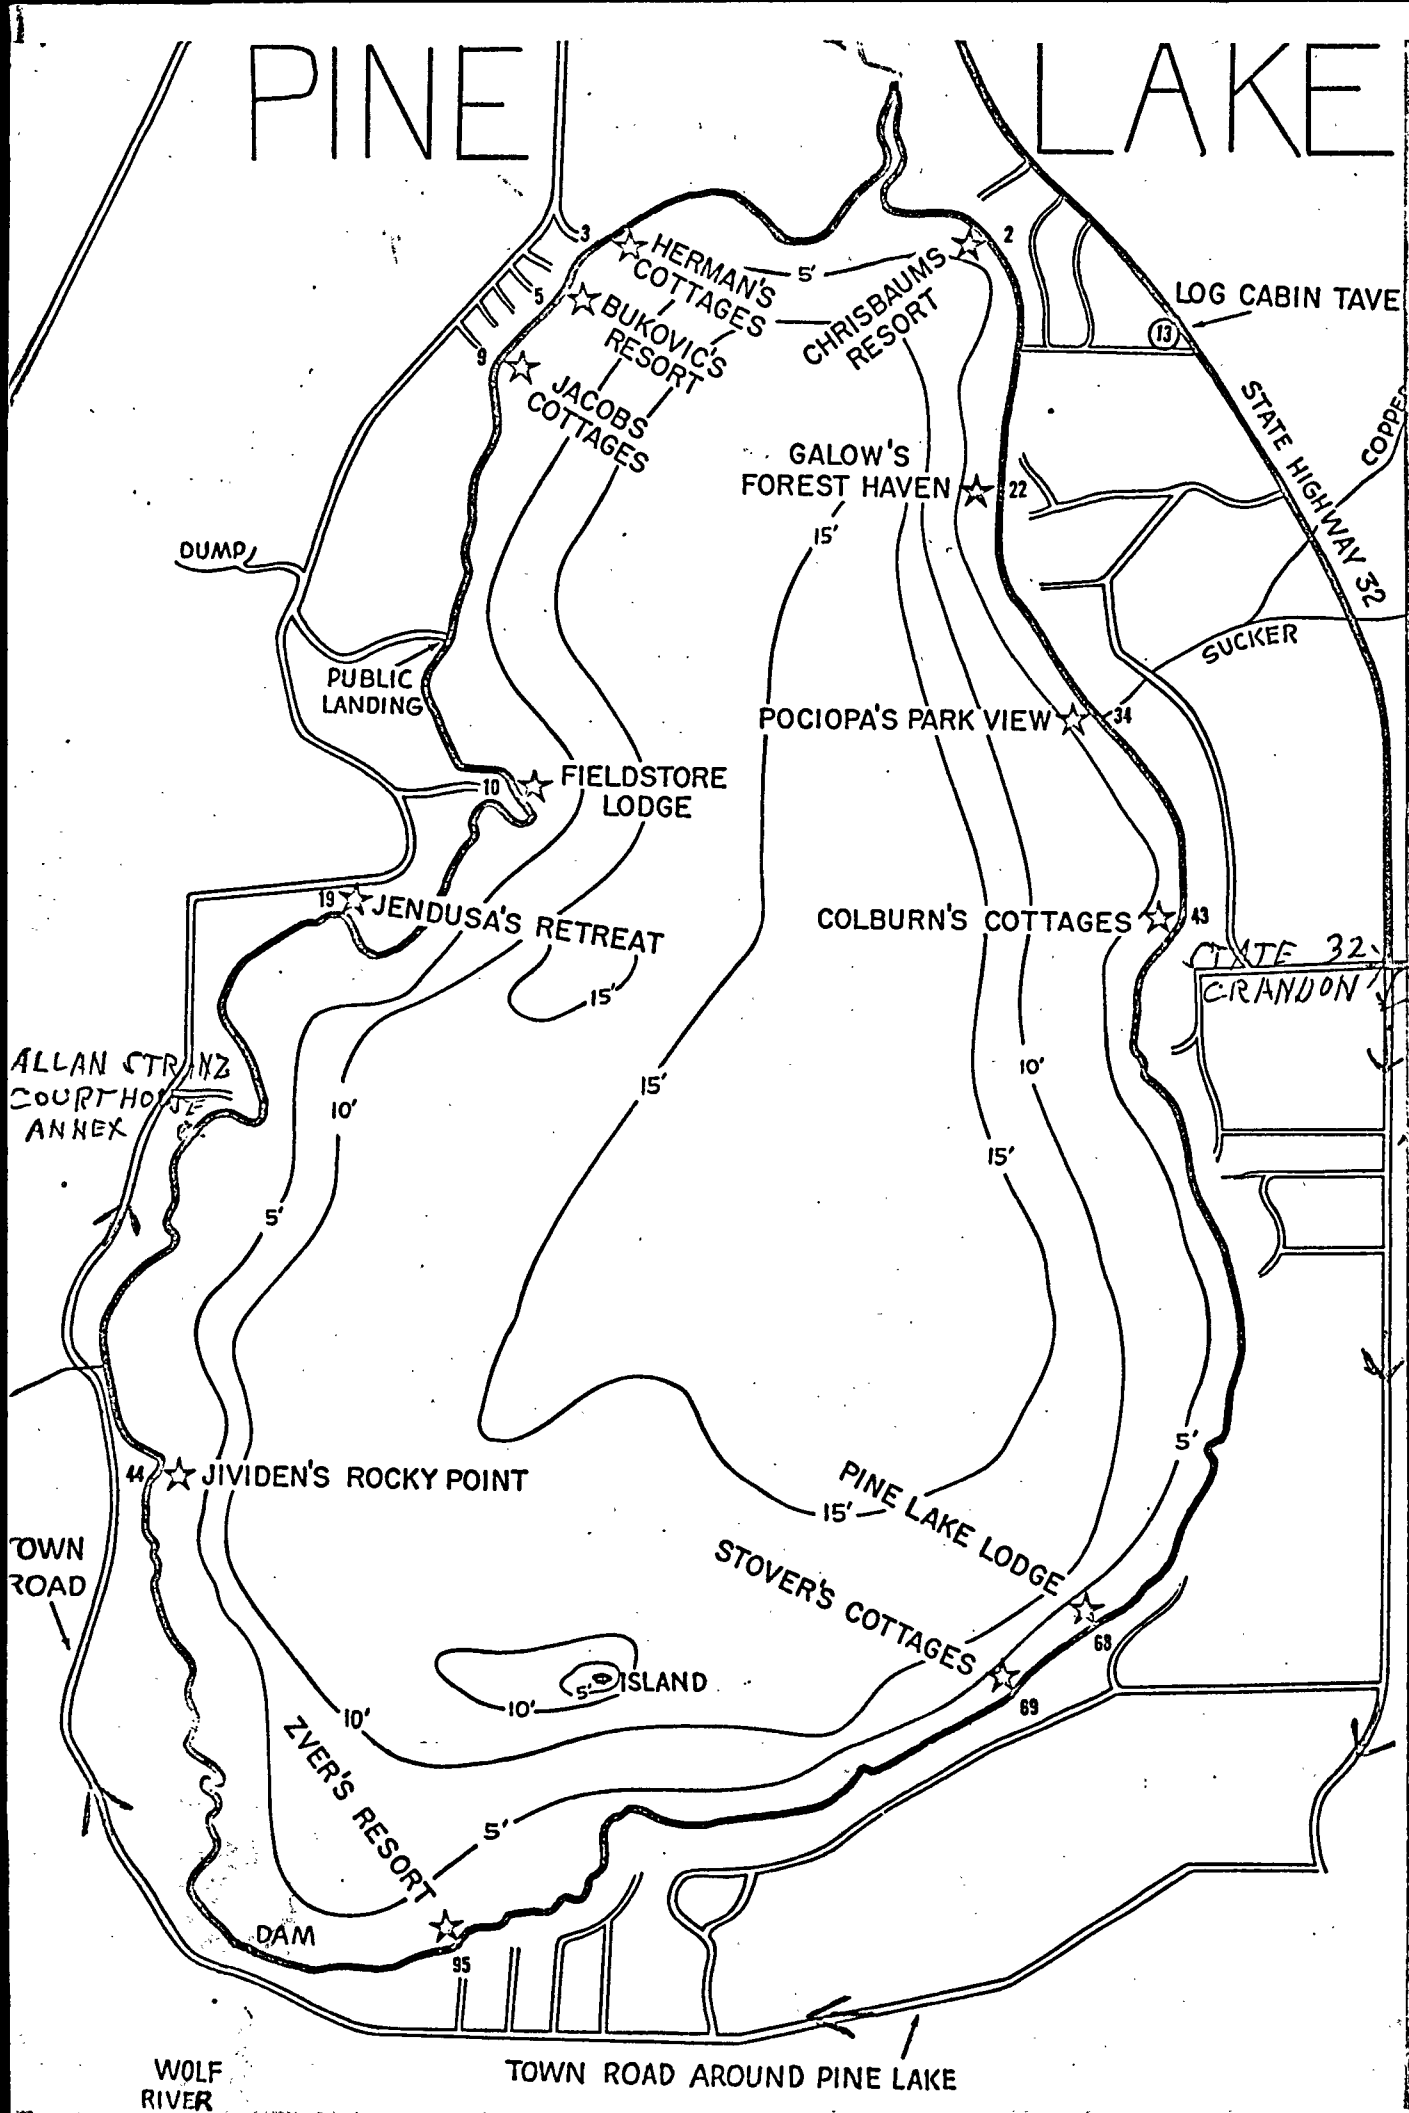 PINE LAKE
3
HERMAN'S
COTTAGES
5'
CHRISBAUMS
RESORT
2
5
BUKOVIC'S
RESORT
LOG CABIN TAVE
13
9
JACOBS
COTTAGES
STATE HIGHWAY 32
COPPER
GALOW'S
FOREST HAVEN
22
15'
DUMP
SUCKER
PUBLIC
LANDING
POCIOPA'S PARK VIEW
34
10
FIELDSTORE
LODGE
19
JENDUSA'S RETREAT
COLBURN'S COTTAGES
43
STATE 32
CRANDON
15'
ALLAN STRINZ
COURTHOUSE
ANNEX
10'
15'
10'
15'
5'
5'
44
JIVIDEN'S ROCKY POINT
15'
PINE LAKE LODGE
68
STOVER'S COTTAGES
69
TOWN
ROAD
5'
ISLAND
10'
10'
ZVER'S RESORT
5'
DAM
95
WOLF
RIVER
TOWN ROAD AROUND PINE LAKE